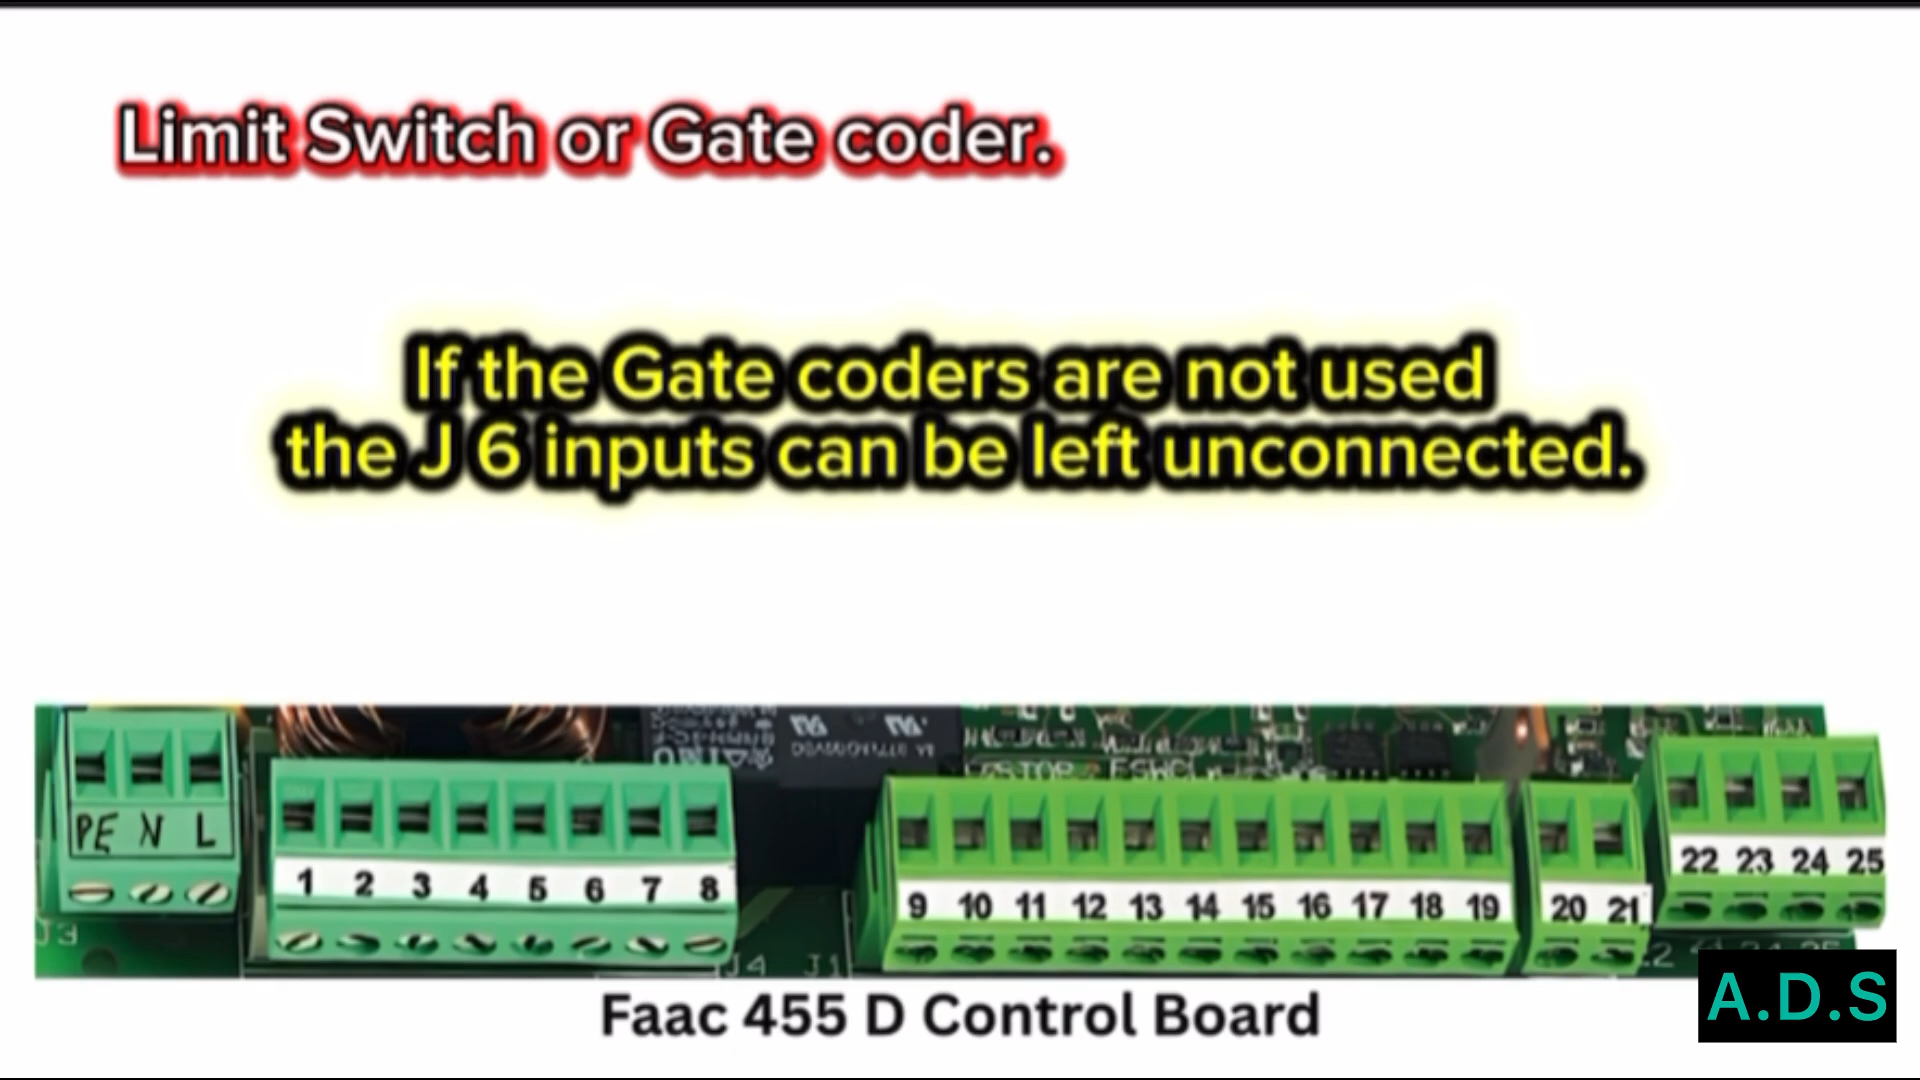 Limit Switch or Gate coder.
If the Gate coders are not used
the J 6 inputs can be left unconnected.
PE N L
1 2 3 4 5 6 7 8
9 10 11 12 13 14 15 16 17 18 19
20 21
22 23 24 25
J3
J4 J1
Faac 455 D Control Board
A.D.S